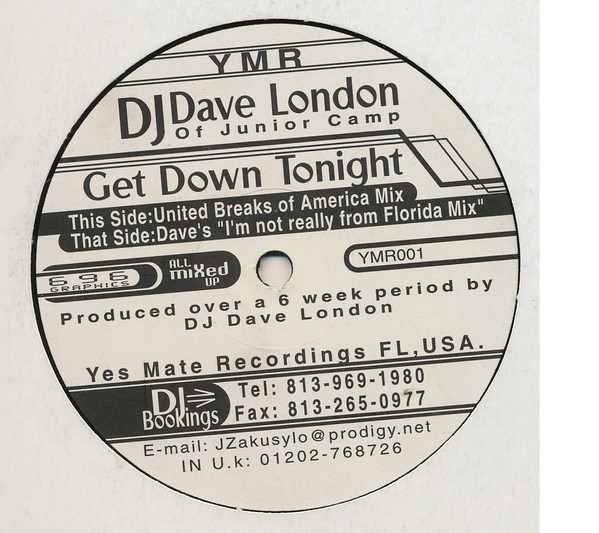 YMR
DJ Dave London
Of Junior Camp
Get Down Tonight
This Side:United Breaks of America Mix
That Side:Dave's "I'm not really from Florida Mix"
696
GRAPHICS
ALL
miXed
UP
YMR001
Produced over a 6 week period by
DJ Dave London
Yes Mate Recordings FL,USA.
DJ
Bookings
Tel: 813-969-1980
Fax: 813-265-0977
E-mail: JZakusylo@prodigy.net
IN U.k: 01202-768726